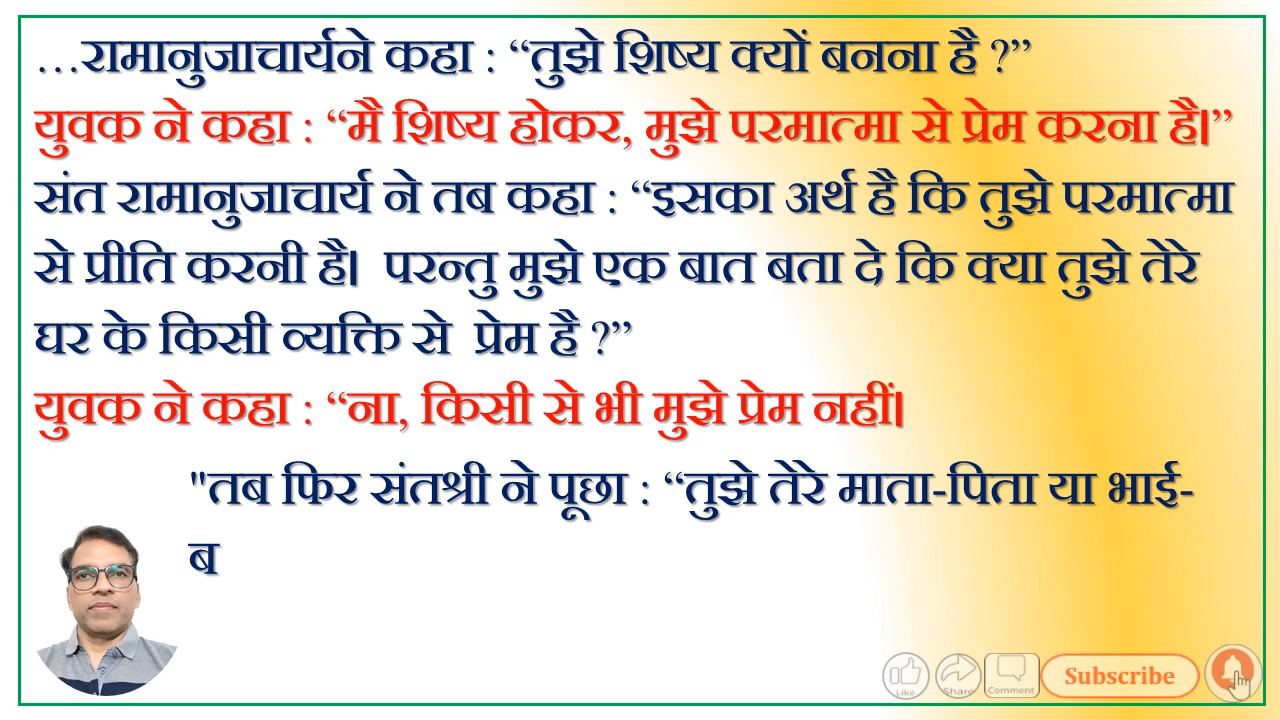 ...रामानुजाचार्यने कहा : “तुझे शिष्य क्यों बनना है ?”
युवक ने कहा : “मै शिष्य होकर, मुझे परमात्मा से प्रेम करना है।”
संत रामानुजाचार्य ने तब कहा : “इसका अर्थ है कि तुझे परमात्मा
से प्रीति करनी है।  परन्तु मुझे एक बात बता दे कि क्या तुझे तेरे
घर के किसी व्यक्ति से  प्रेम है ?”
युवक ने कहा : “ना, किसी से भी मुझे प्रेम नहीं।
"तब फिर संतश्री ने पूछा : “तुझे तेरे माता-पिता या भाई-
ब
Like Share Comment Subscribe